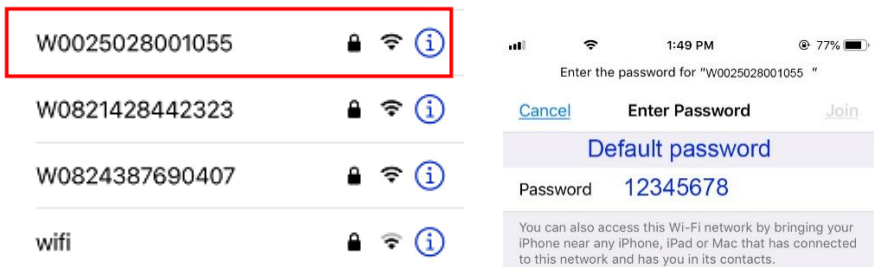 W0025028001055
W0821428442323
W0824387690407
wifi
1:49 PM
77%
Enter the password for "W0025028001055 "
Cancel Enter Password Join
Default password
Password 12345678
You can also access this Wi-Fi network by bringing your
iPhone near any iPhone, iPad or Mac that has connected
to this network and has you in its contacts.